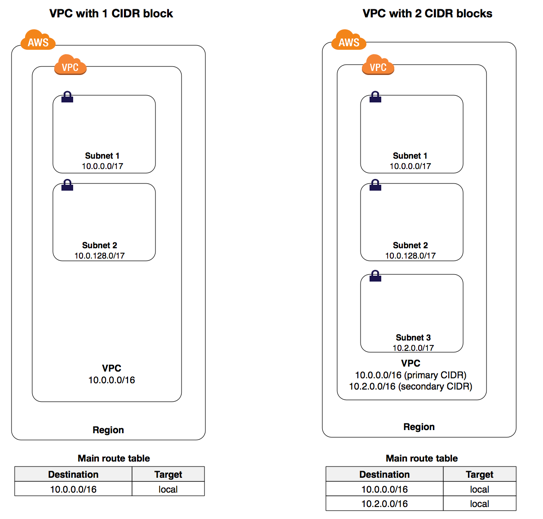 VPC with 1 CIDR block
AWS
VPC
Subnet 1
10.0.0.0/17
Subnet 2
10.0.128.0/17
VPC
10.0.0.0/16
Region
Main route table
Destination Target
10.0.0.0/16 local
VPC with 2 CIDR blocks
AWS
VPC
Subnet 1
10.0.0.0/17
Subnet 2
10.0.128.0/17
Subnet 3
10.2.0.0/17
VPC
10.0.0.0/16 (primary CIDR)
10.2.0.0/16 (secondary CIDR)
Region
Main route table
Destination Target
10.0.0.0/16 local
10.2.0.0/16 local